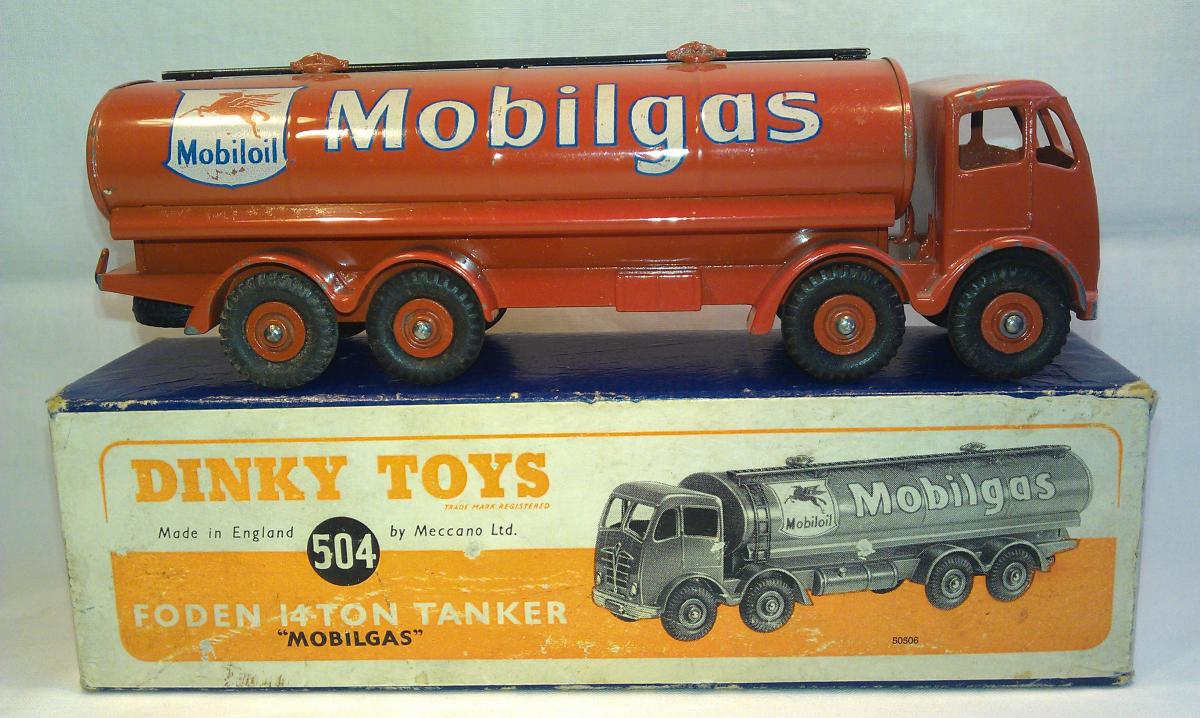 Mobilgas
Mobiloil
DINKY TOYS
TRADE MARK REGISTERED
Made in England 504 by Meccano Ltd.
FODEN 14 TON TANKER
"MOBILGAS"
Mobilgas
Mobiloil
50506